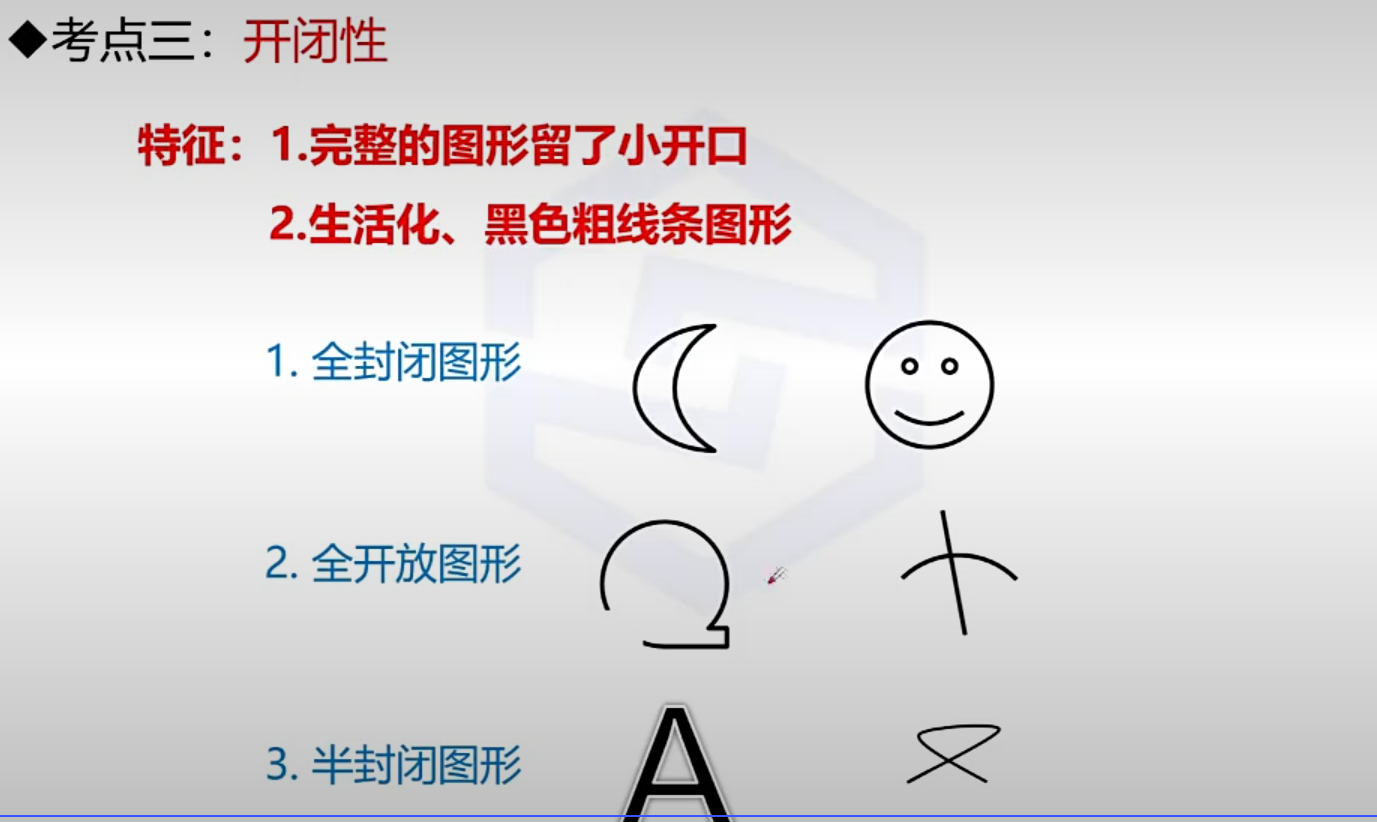 ◆考点三：开闭性
特征：1.完整的图形留了小开口
2.生活化、黑色粗线条图形
1. 全封闭图形
2. 全开放图形
3. 半封闭图形
A